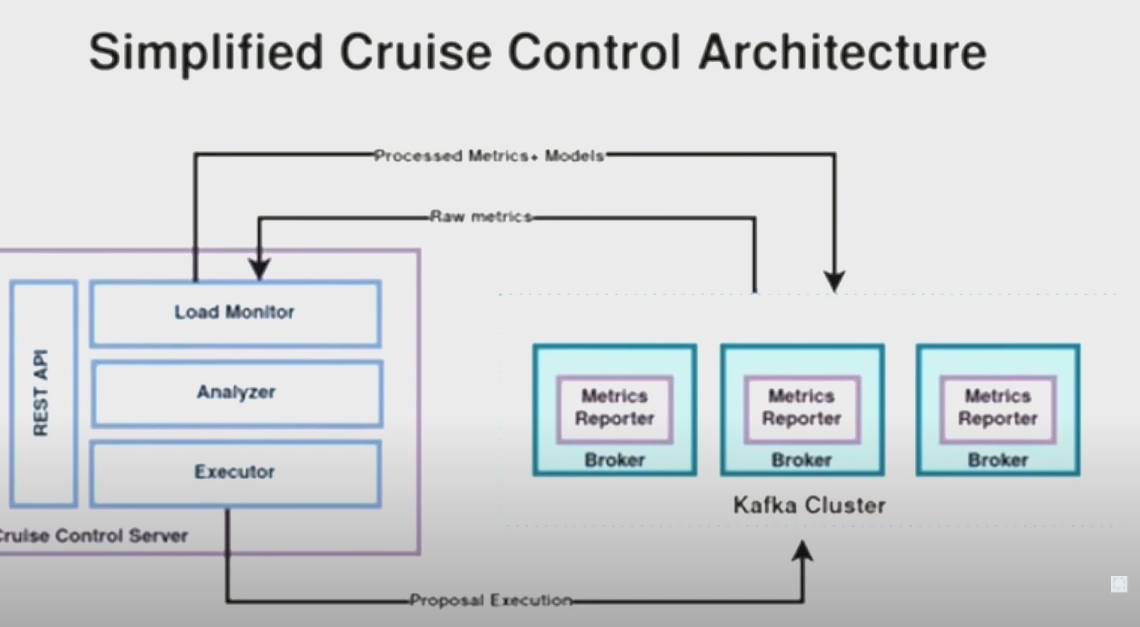 Simplified Cruise Control Architecture
Processed Metrics+ Models
Raw metrics
REST API
Load Monitor
Analyzer
Executor
Cruise Control Server
Metrics
Reporter
Broker
Metrics
Reporter
Broker
Metrics
Reporter
Broker
Kafka Cluster
Proposal Execution